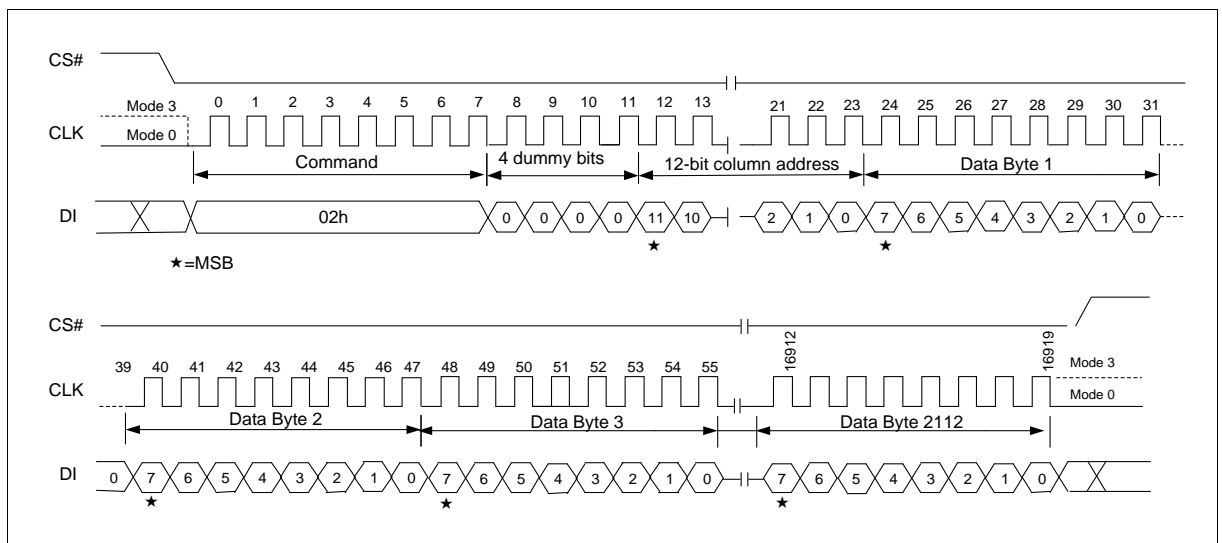 CS#
Mode 3
0 1 2 3 4 5 6 7 8 9 10 11 12 13 21 22 23 24 25 26 27 28 29 30 31
CLK
Mode 0
Command
4 dummy bits
12-bit column address
Data Byte 1
DI
02h
0 0 0 0 11 10 2 1 0 7 6 5 4 3 2 1 0
★ ★
★=MSB
CS#
39 40 41 42 43 44 45 46 47 48 49 50 51 52 53 54 55 16912 16919
Mode 3
CLK
Mode 0
Data Byte 2
Data Byte 3
Data Byte 2112
DI
0 7 6 5 4 3 2 1 0 7 6 5 4 3 2 1 0 7 6 5 4 3 2 1 0
★ ★ ★